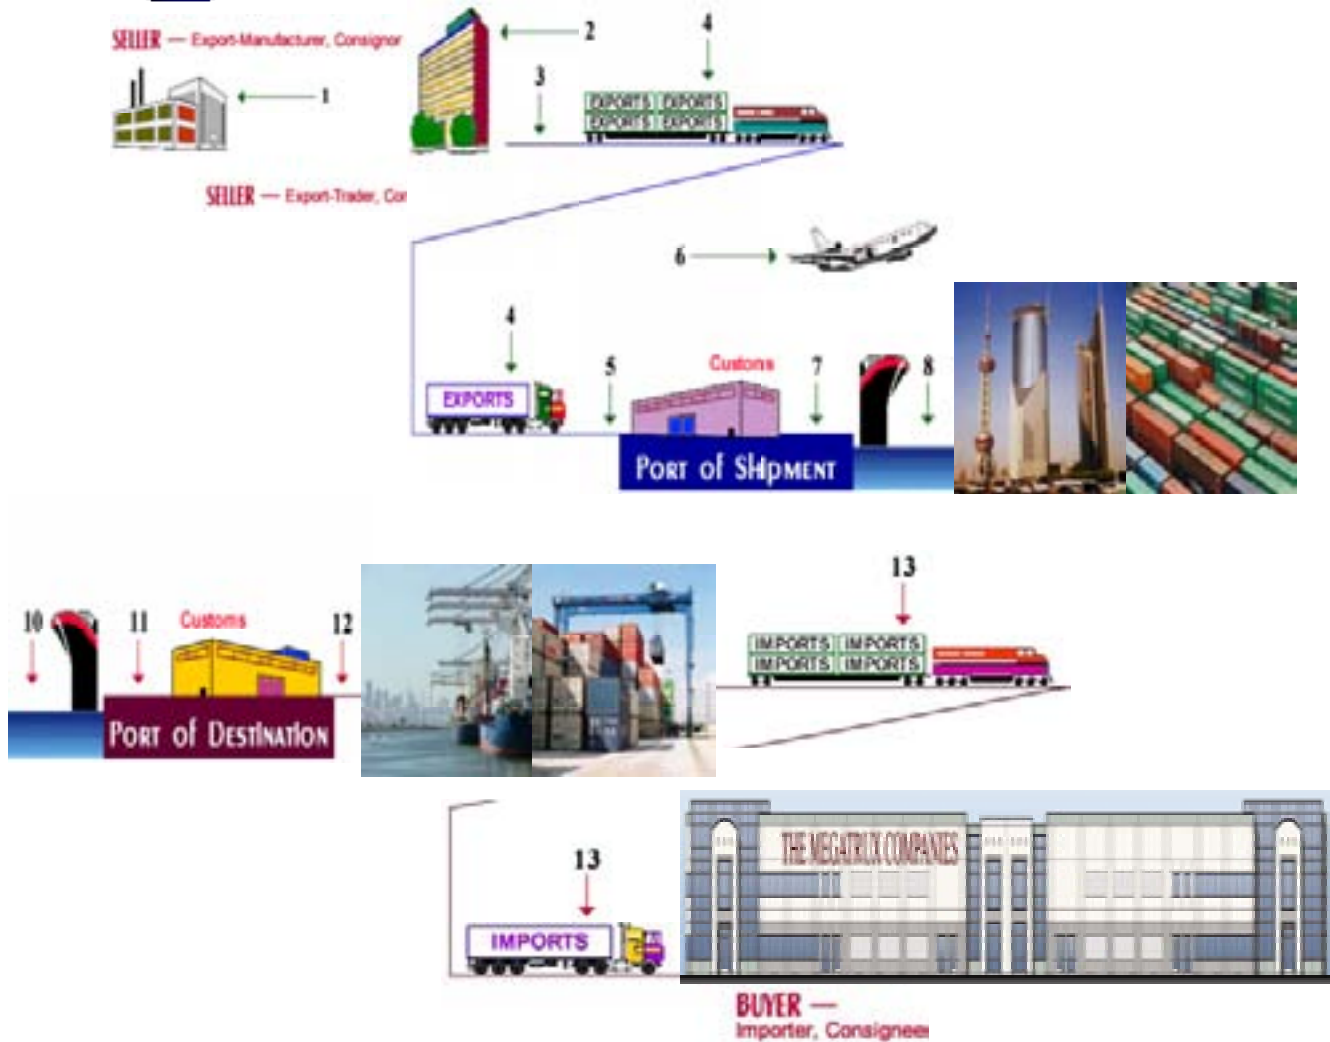 SELLER — Export-Manufacturer, Consignor
1
2
3
4
EXPORTS EXPORTS
EXPORTS EXPORTS
SELLER — Export-Trader, Con
6
4
EXPORTS
5
Customs
7
8
Port of Shipment
10
11
Customs
12
Port of Destination
13
IMPORTS IMPORTS
IMPORTS IMPORTS
13
IMPORTS
THE MEGATRUX COMPANIES
BUYER —
Importer, Consignee